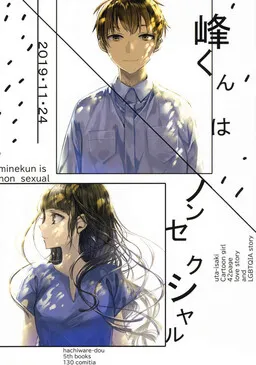 峰くんは
ノンセクシャル
2019・11・24
minekun is
non sexual
uta-isaki
Cartoon girl
42page
love story
and
LGBTQIA story
hachiware-dou
5th books
130 comitia